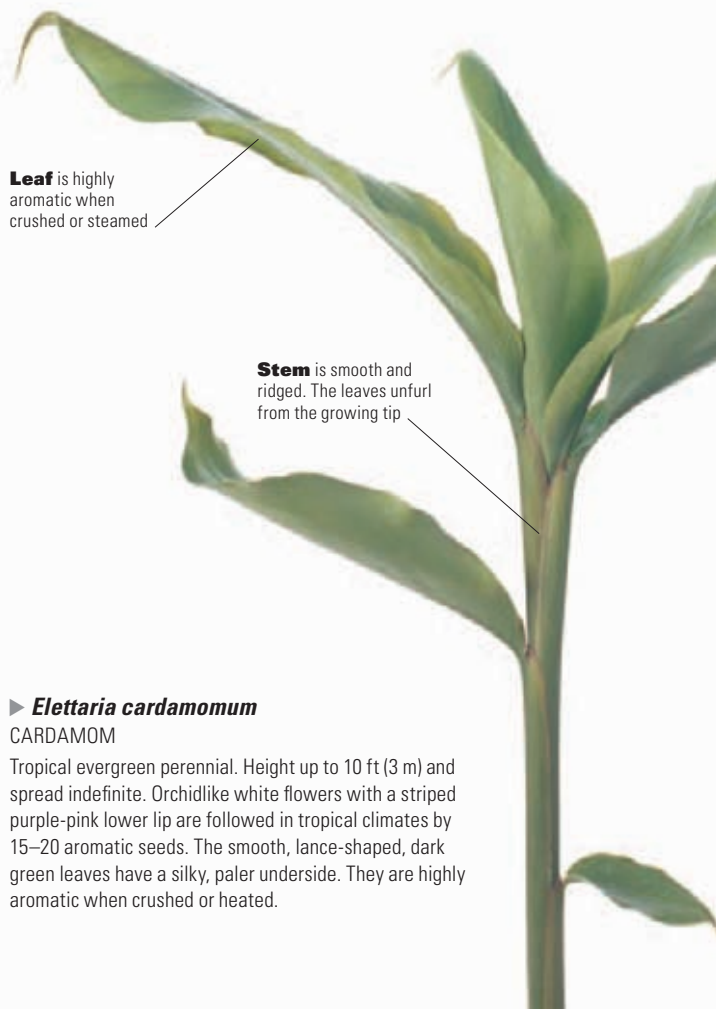 Leaf is highly
aromatic when
crushed or steamed
Stem is smooth and
ridged. The leaves unfurl
from the growing tip
Elettaria cardamomum
CARDAMOM
Tropical evergreen perennial. Height up to 10 ft (3 m) and
spread indefinite. Orchidlike white flowers with a striped
purple-pink lower lip are followed in tropical climates by
15–20 aromatic seeds. The smooth, lance-shaped, dark
green leaves have a silky, paler underside. They are highly
aromatic when crushed or heated.